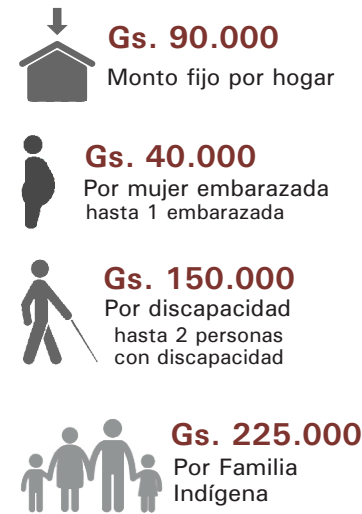 Gs. 90.000
Monto fijo por hogar
Gs. 40.000
Por mujer embarazada
hasta 1 embarazada
Gs. 150.000
Por discapacidad
hasta 2 personas
con discapacidad
Gs. 225.000
Por Familia
Indígena